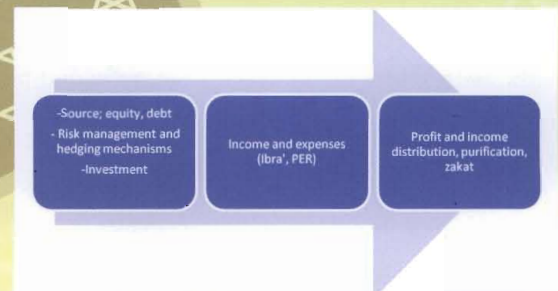 -Source; equity, debt
- Risk management and
hedging mechanisms
-Investment
Income and expenses
(Ibra', PER)
Profit and income
distribution, purification,
zakat